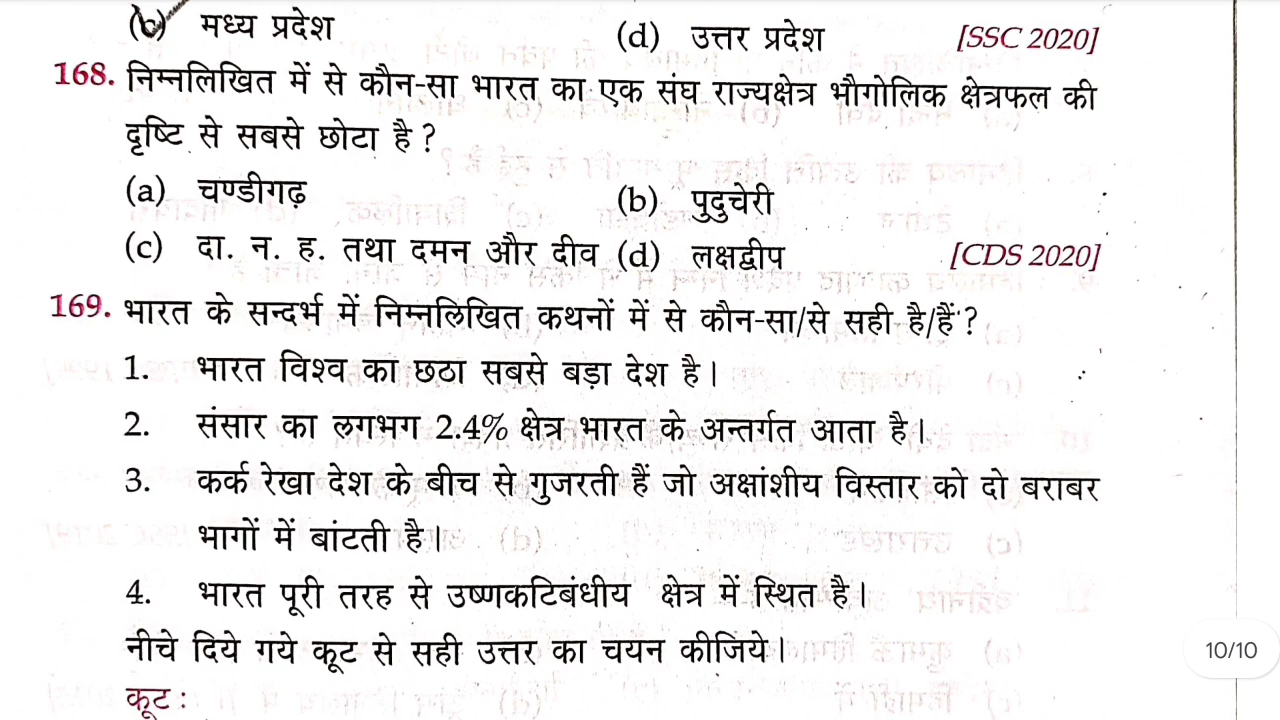 (c) मध्य प्रदेश (d) उत्तर प्रदेश [SSC 2020]
168. निम्नलिखित में से कौन-सा भारत का एक संघ राज्यक्षेत्र भौगोलिक क्षेत्रफल की
दृष्टि से सबसे छोटा है ?
(a) चण्डीगढ़ (b) पुदुचेरी
(c) दा. न. ह. तथा दमन और दीव (d) लक्षद्वीप [CDS 2020]
169. भारत के सन्दर्भ में निम्नलिखित कथनों में से कौन-सा/से सही है/हैं ?
1. भारत विश्व का छठा सबसे बड़ा देश है।
2. संसार का लगभग 2.4% क्षेत्र भारत के अन्तर्गत आता है।
3. कर्क रेखा देश के बीच से गुजरती हैं जो अक्षांशीय विस्तार को दो बराबर
भागों में बांटती है।
4. भारत पूरी तरह से उष्णकटिबंधीय क्षेत्र में स्थित है।
नीचे दिये गये कूट से सही उत्तर का चयन कीजिये।
कूट :
10/10